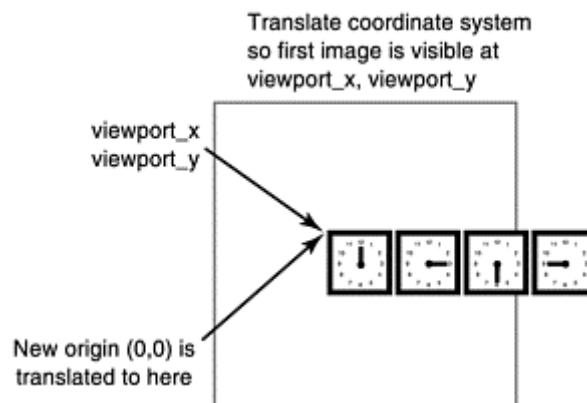 Translate coordinate system
so first image is visible at
viewport_x, viewport_y
viewport_x
viewport_y
New origin (0,0) is
translated to here